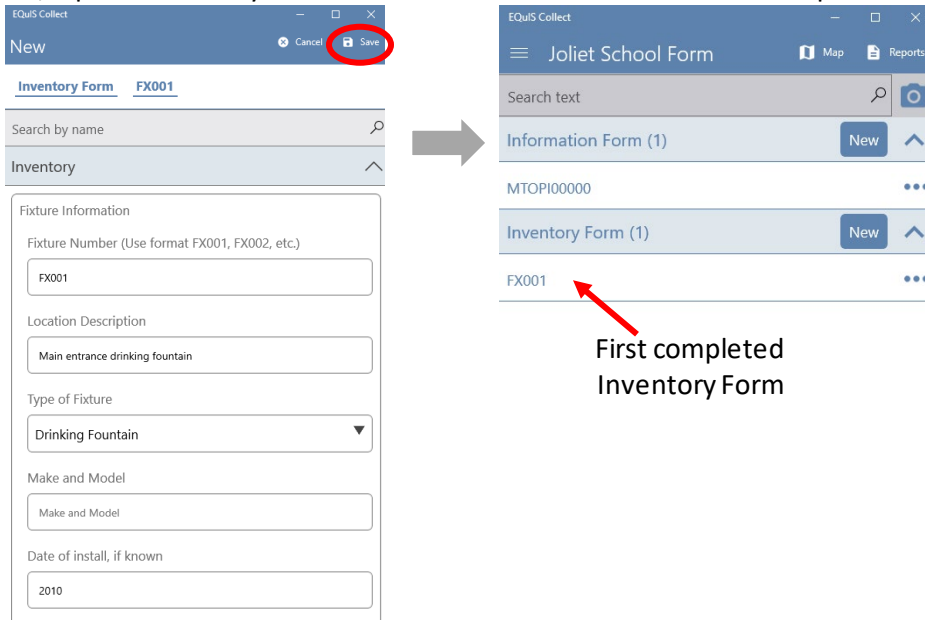 EQuIS Collect
New
Cancel
Save
Inventory Form FX001
Search by name
Inventory
Fixture Information
Fixture Number (Use format FX001, FX002, etc.)
FX001
Location Description
Main entrance drinking fountain
Type of Fixture
Drinking Fountain
Make and Model
Make and Model
Date of install, if known
2010
EQuIS Collect
Joliet School Form
Map
Reports
Search text
Information Form (1)
New
MTOPI00000
Inventory Form (1)
New
FX001
First completed
Inventory Form